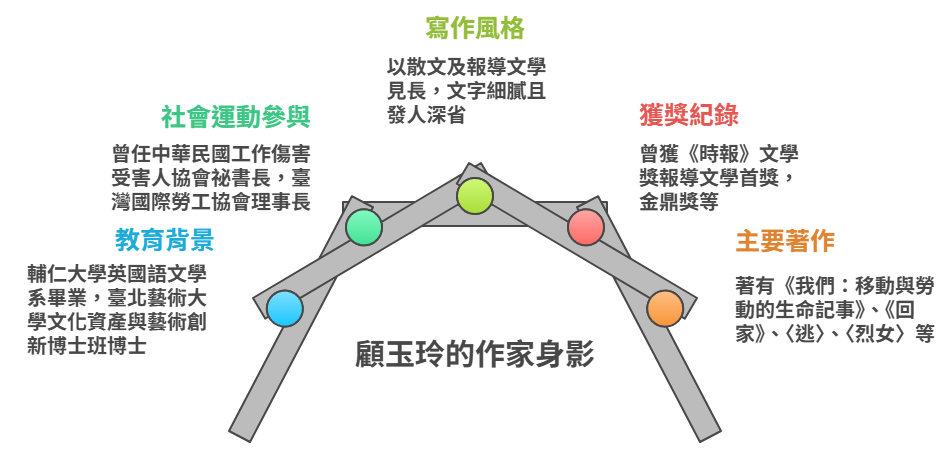 寫作風格
以散文及報導文學
見長，文字細膩且
發人深省
社會運動參與
曾任中華民國工作傷害
受害人協會祕書長，臺
灣國際勞工協會理事長
獲獎紀錄
曾獲《時報》文學
獎報導文學首獎，
金鼎獎等
教育背景
輔仁大學英國語文學
系畢業，臺北藝術大
學文化資產與藝術創
新博士班博士
主要著作
著有《我們：移動與勞
動的生命記事》、《回
家》、〈逃〉、〈烈女〉等
顧玉玲的作家身影